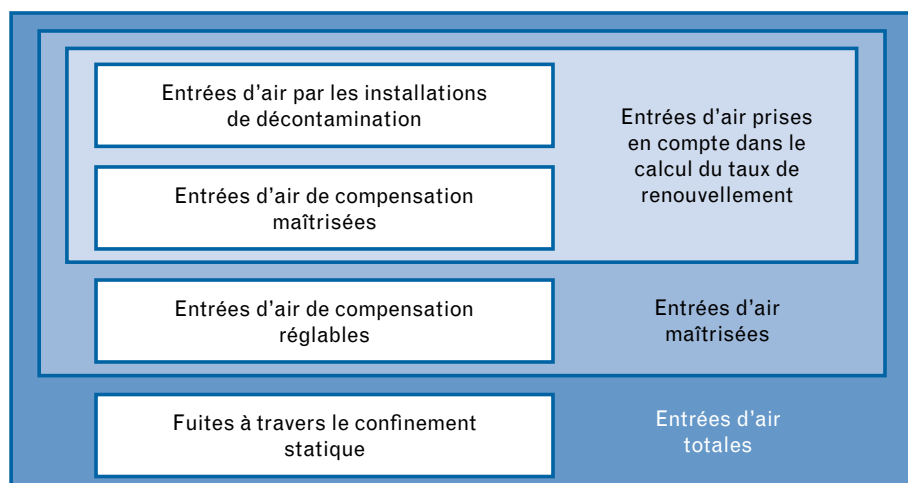 Entrées d'air par les installations
de décontamination
Entrées d'air prises
en compte dans le
calcul du taux de
renouvellement
Entrées d'air de compensation
maîtrisées
Entrées d'air de compensation
réglables
Entrées d'air
maîtrisées
Fuites à travers le confinement
statique
Entrées d'air
totales